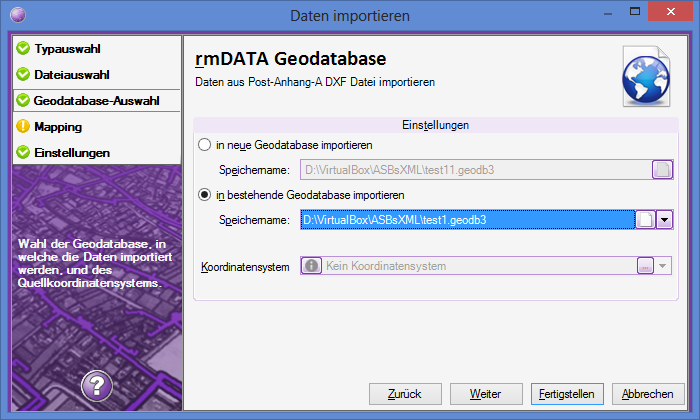 Daten importieren
Typauswahl
Dateiauswahl
Geodatabase-Auswahl
Mapping
Einstellungen
Wahl der Geodatabase, in
welche die Daten importiert
werden, und des
Quellkoordinatensystems.
?
rmDATA Geodatabase
Daten aus Post-Anhang-A DXF Datei importieren
Einstellungen
in neue Geodatabase importieren
Speichername:
D:\VirtualBox\ASBsXML\test11.geodb3
in bestehende Geodatabase importieren
Speichername:
D:\VirtualBox\ASBsXML\test1.geodb3
Koordinatensystem
Kein Koordinatensystem
...
Zurück
Weiter
Fertigstellen
Abbrechen